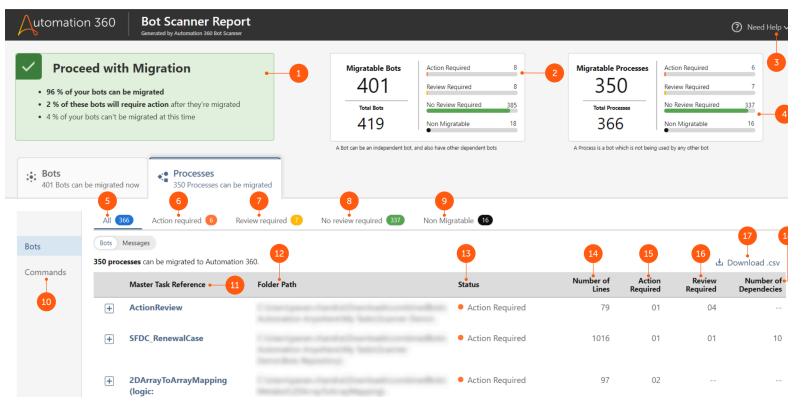 Automation 360
Bot Scanner Report
Generated by Automation 360 Bot Scanner
Need Help
3
Proceed with Migration
96 % of your bots can be migrated
2 % of these bots will require action after they're migrated
4 % of your bots can't be migrated at this time
1
Migratable Bots
401
Total Bots
419
Action Required 8
Review Required 8
No Review Required 385
Non Migratable 18
2
A Bot can be an independent bot, and also have other dependent bots
Migratable Processes
350
Total Processes
366
Action Required 6
Review Required 7
No Review Required 337
Non Migratable 16
4
A Process is a bot which is not being used by any other bot
Bots
401 Bots can be migrated now
Processes
350 Processes can be migrated
5 6 7 8 9
All 366 Action required 6 Review required 7 No review required 337 Non Migratable 16
Bots
Commands
10
Bots Messages
350 processes can be migrated to Automation 360.
17
Download .csv
12 13 14 15 16
Master Task Reference 11 Folder Path Status Number of Lines Action Required Review Required Number of Dependecies
ActionReview Action Required 79 01 04 --
SFDC_RenewalCase Action Required 1016 01 01 10
2DArrayToArrayMapping Action Required 97 02 -- --
(logic: